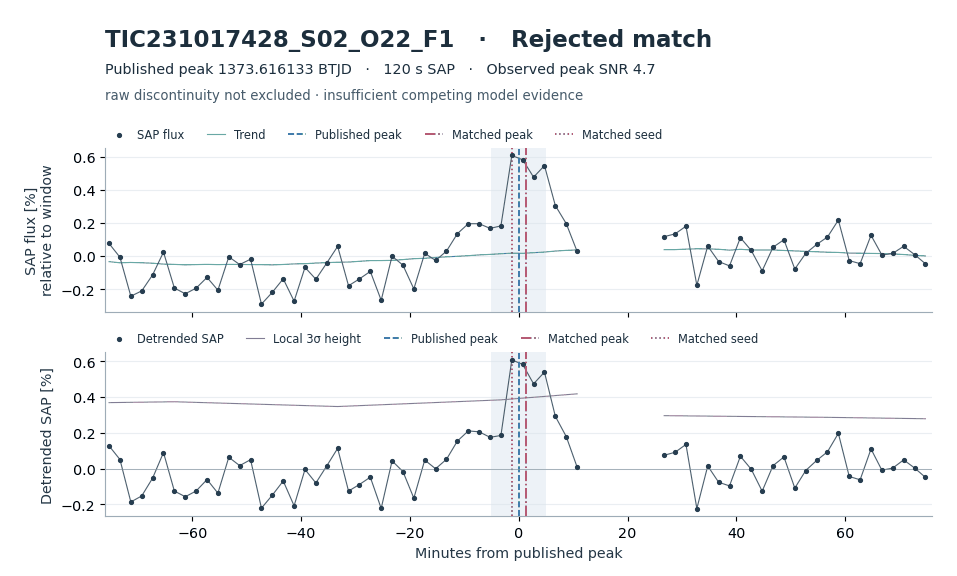 TIC231017428_S02_O22_F1 · Rejected match
Published peak 1373.616133 BTJD · 120 s SAP · Observed peak SNR 4.7
raw discontinuity not excluded · insufficient competing model evidence
SAP flux Trend Published peak Matched peak Matched seed
SAP flux [%]
relative to window
0.6
0.4
0.2
0.0
−0.2
Detrended SAP Local 3σ height Published peak Matched peak Matched seed
Detrended SAP [%]
0.6
0.4
0.2
0.0
−0.2
−60 −40 −20 0 20 40 60
Minutes from published peak